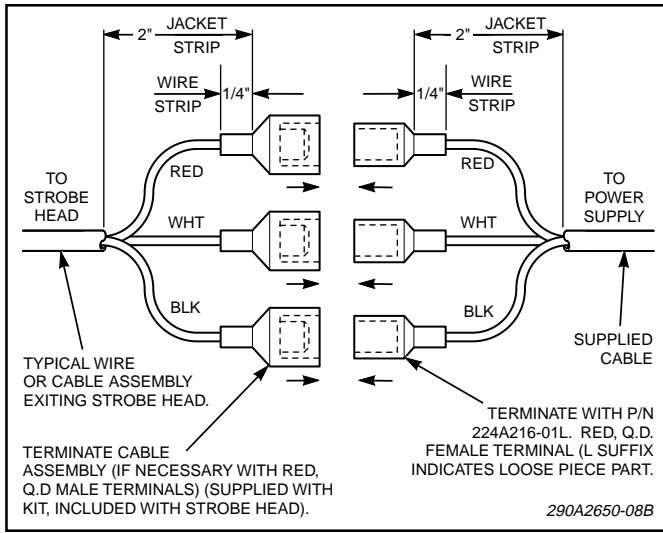 2" JACKET STRIP
2" JACKET STRIP
WIRE STRIP 1/4"
1/4" WIRE STRIP
RED
RED
TO
STROBE
HEAD
TO
POWER
SUPPLY
WHT
WHT
BLK
BLK
TYPICAL WIRE
OR CABLE ASSEMBLY
EXITING STROBE HEAD.
SUPPLIED
CABLE
TERMINATE CABLE
ASSEMBLY (IF NECESSARY WITH RED,
Q.D MALE TERMINALS) (SUPPLIED WITH
KIT, INCLUDED WITH STROBE HEAD).
TERMINATE WITH P/N
224A216-01L. RED, Q.D.
FEMALE TERMINAL (L SUFFIX
INDICATES LOOSE PIECE PART.
290A2650-08B